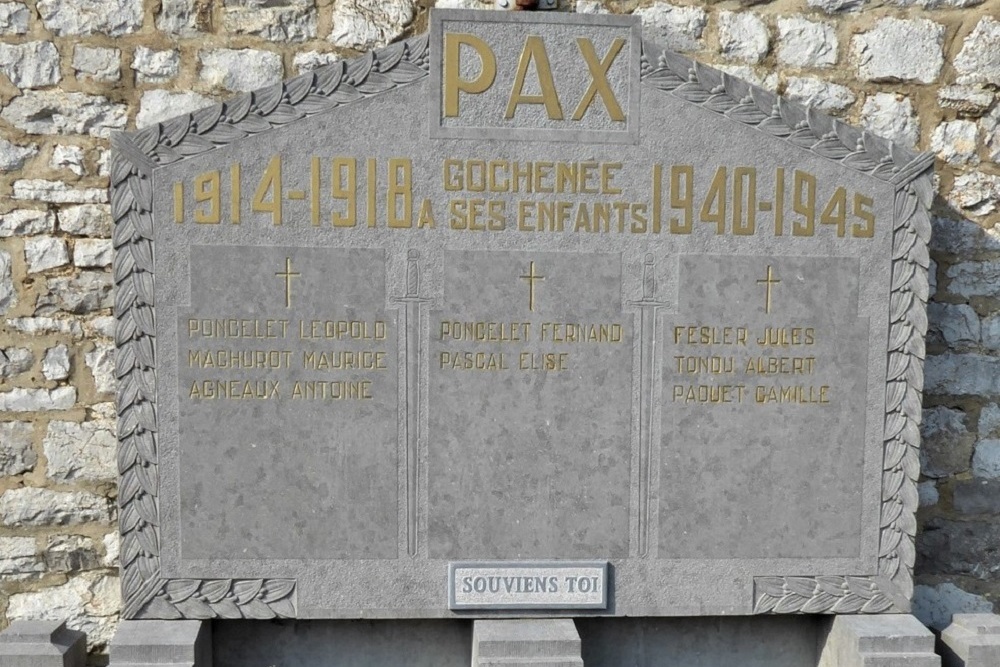 PAX
1914-1918 GOCHENÉE 1940-1945
A SES ENFANTS
PONCELET LEOPOLD
MACHUROT MAURICE
AGNEAUX ANTOINE
PONCELET FERNAND
PASCAL ELISE
FESLER JULES
TONDU ALBERT
PAQUET CAMILLE
SOUVIENS TOI